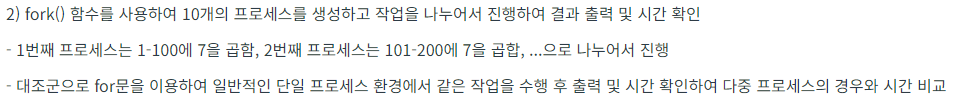 2) fork() 함수를 사용하여 10개의 프로세스를 생성하고 작업을 나누어서 진행하여 결과 출력 및 시간 확인
- 1번째 프로세스는 1-100에 7을 곱함, 2번째 프로세스는 101-200에 7을 곱합, ...으로 나누어서 진행
- 대조군으로 for문을 이용하여 일반적인 단일 프로세스 환경에서 같은 작업을 수행 후 출력 및 시간 확인하여 다중 프로세스의 경우와 시간 비교